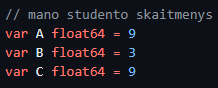 // mano studento skaitmenys
var A float64 = 9
var B float64 = 3
var C float64 = 9